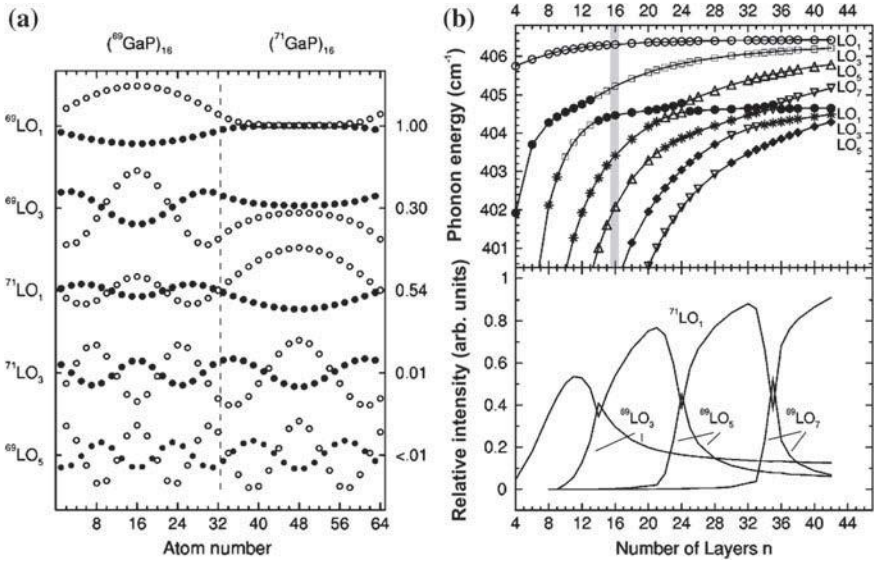 (a)
(⁶⁹GaP)₁₆ (⁷¹GaP)₁₆
⁶⁹LO₁ 1.00
⁶⁹LO₃ 0.30
⁷¹LO₁ 0.54
⁷¹LO₃ 0.01
⁶⁹LO₅ <.01
8 16 24 32 40 48 56 64
Atom number
(b)
4 8 12 16 20 24 28 32 36 40 44
Phonon energy (cm⁻¹)
406
405
404
403
402
401
LO₁
LO₃
LO₅
LO₇
LO₁
LO₃
LO₅
Relative intensity (arb. units)
1
0.8
0.6
0.4
0.2
0
⁷¹LO₁
⁶⁹LO₃ ⁶⁹LO₅ ⁶⁹LO₇
4 8 12 16 20 24 28 32 36 40 44
Number of Layers n